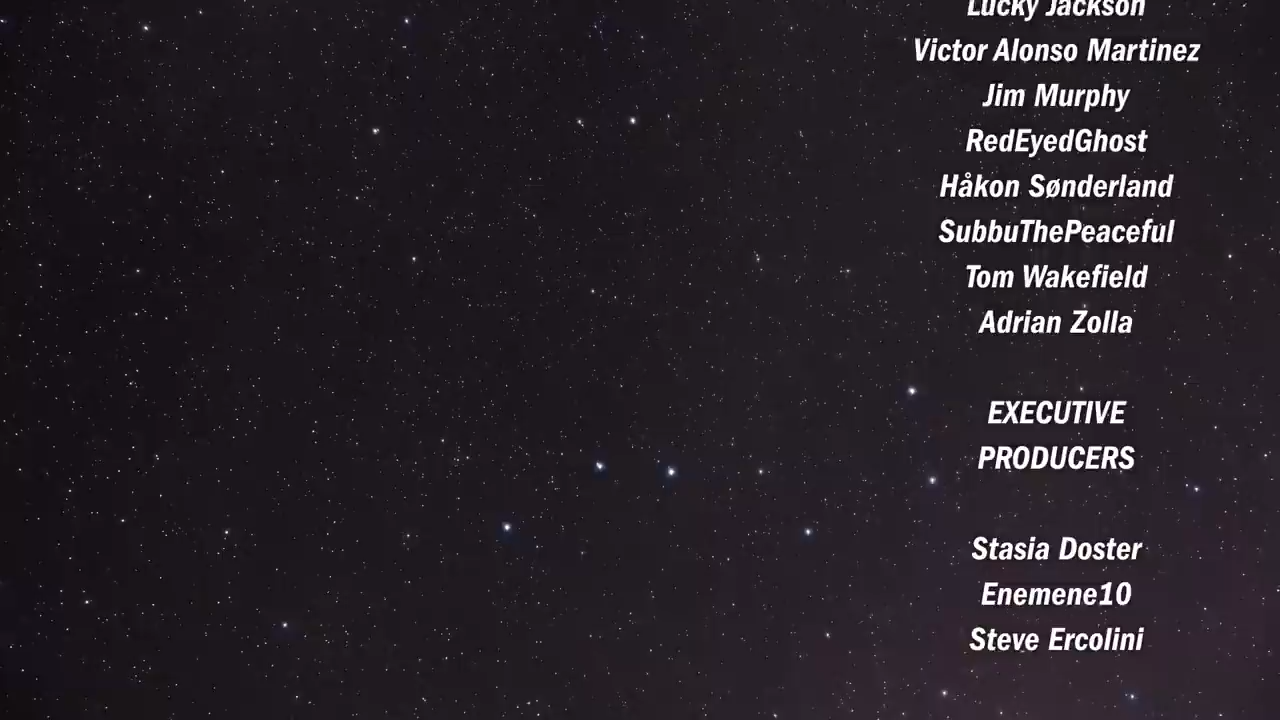 Lucky Jackson
Victor Alonso Martinez
Jim Murphy
RedEyedGhost
Håkon Sønderland
SubbuThePeaceful
Tom Wakefield
Adrian Zolla
EXECUTIVE
PRODUCERS
Stasia Doster
Enemene10
Steve Ercolini